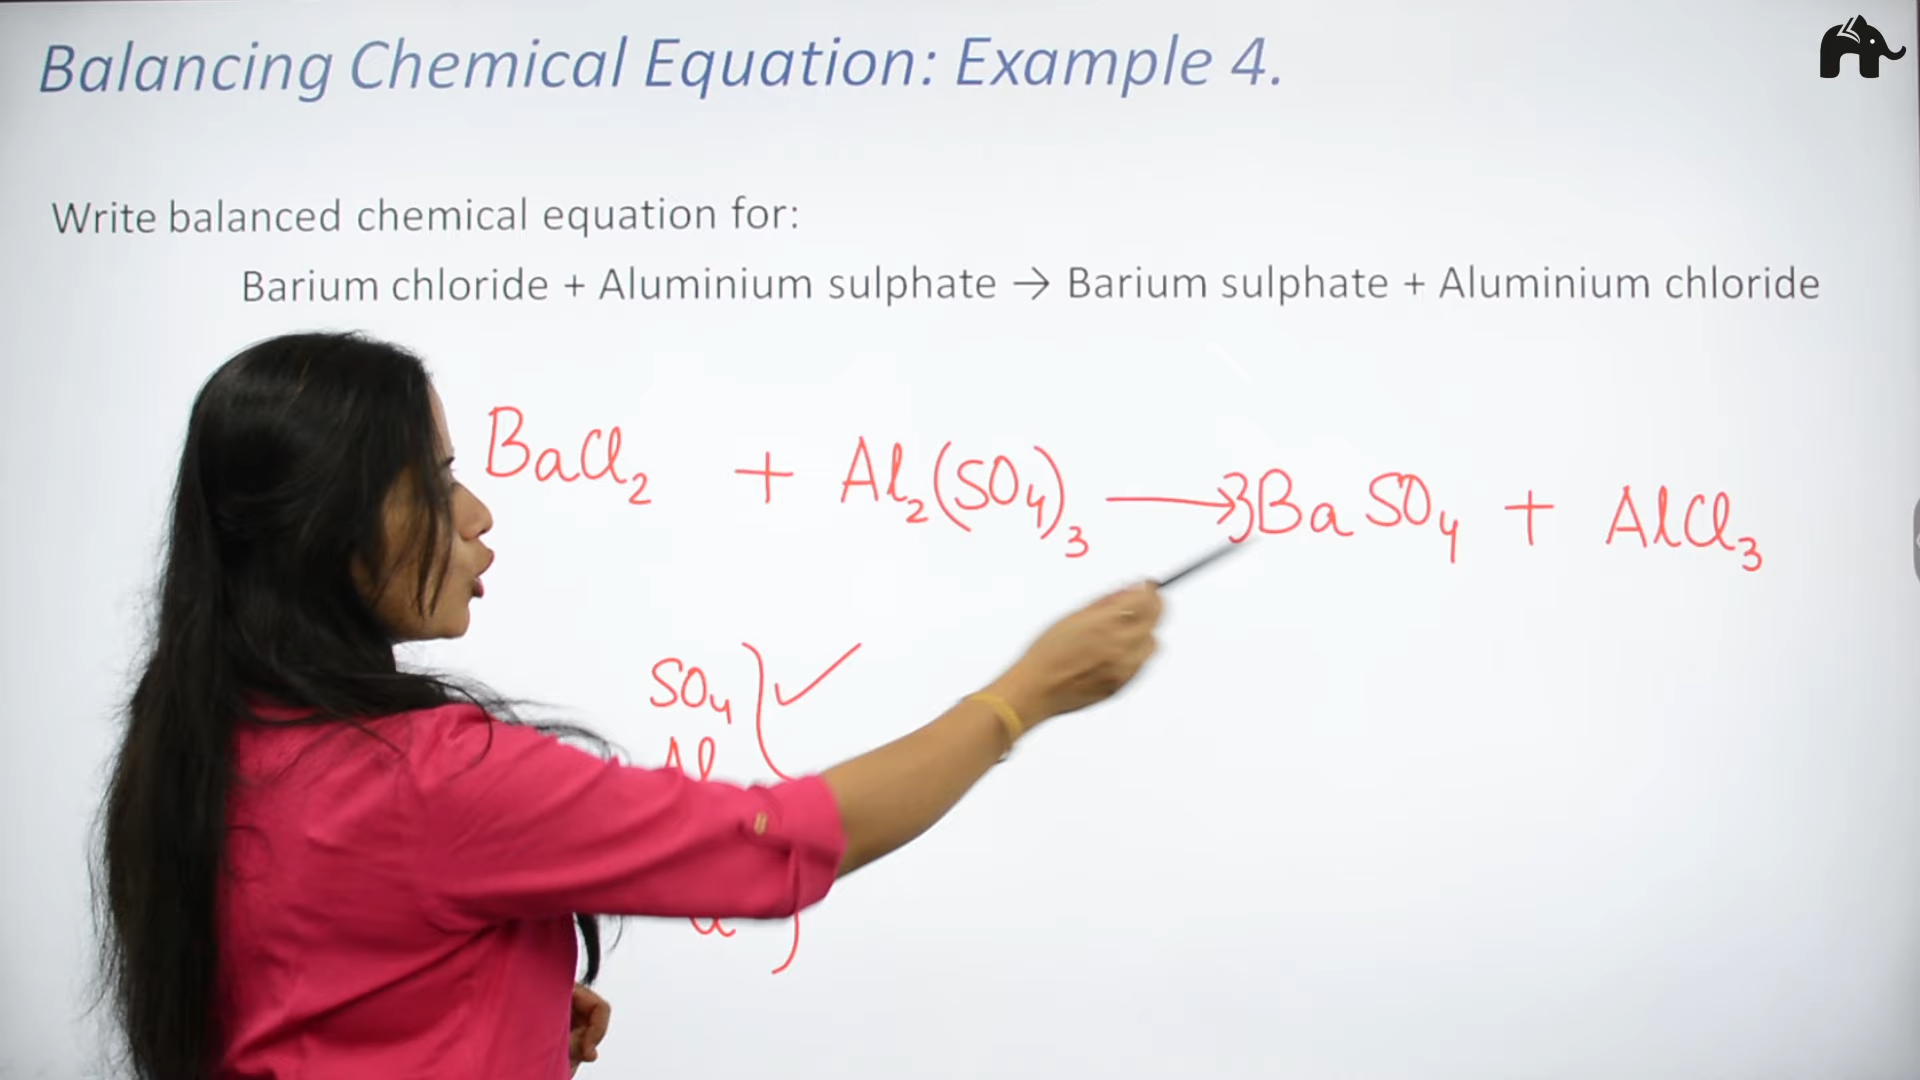 Balancing Chemical Equation: Example 4.
Write balanced chemical equation for:
Barium chloride + Aluminium sulphate → Barium sulphate + Aluminium chloride
BaCl₂ + Al₂(SO₄)₃ → 3BaSO₄ + AlCl₃
SO₄
Al